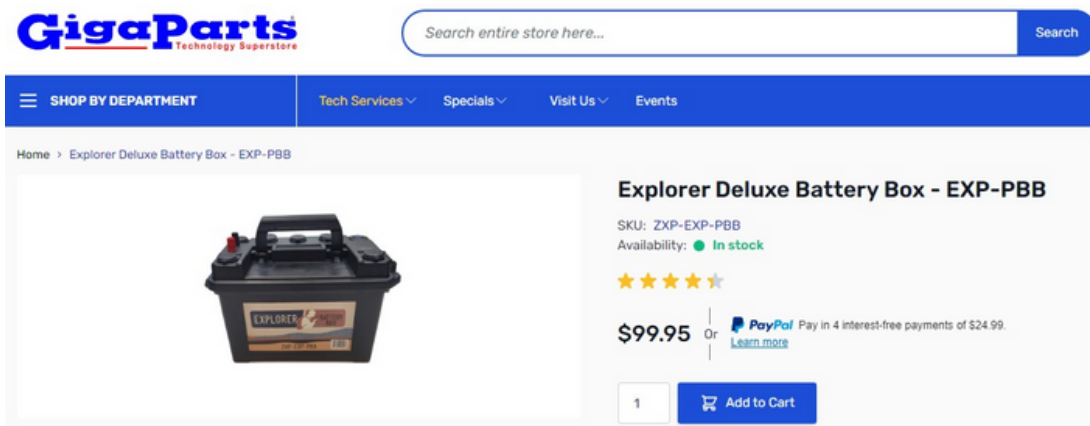 GigaParts
Technology Superstore
Search entire store here...
Search
SHOP BY DEPARTMENT
Tech Services
Specials
Visit Us
Events
Home > Explorer Deluxe Battery Box - EXP-PBB
EXPLORER
BATTERY
BOX
Explorer Deluxe Battery Box - EXP-PBB
SKU: ZXP-EXP-PBB
Availability: In stock
$99.95
Or
PayPal Pay in 4 interest-free payments of $24.99.
Learn more
1
Add to Cart